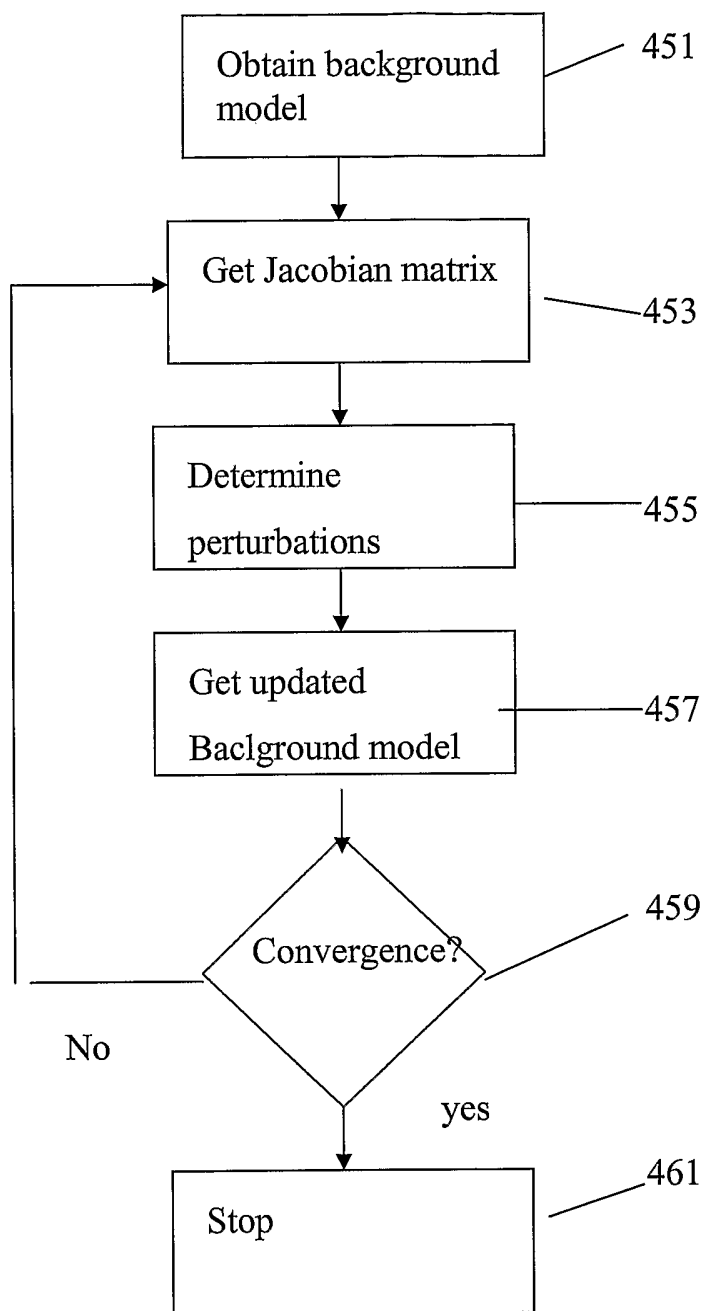 Obtain background
model
451
Get Jacobian matrix
453
Determine
perturbations
455
Get updated
Baclground model
457
Convergence?
459
No
yes
Stop
461